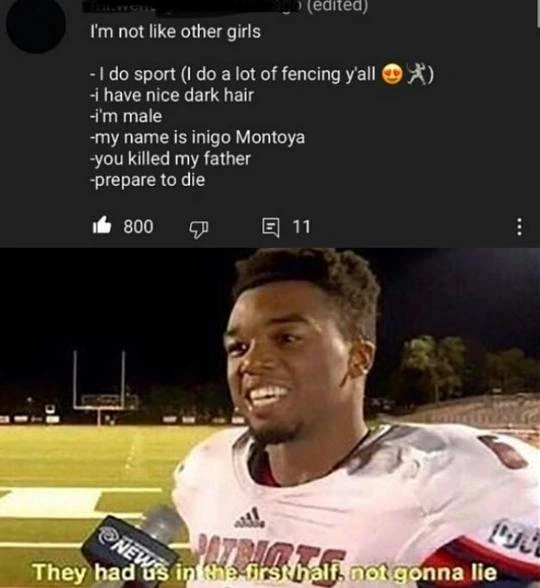 (edited)
I'm not like other girls
- I do sport (I do a lot of fencing y'all 😍🤺)
-i have nice dark hair
-i'm male
-my name is inigo Montoya
-you killed my father
-prepare to die
800
11
adidas
PATRIOTS
NEWS
They had us in the first half, not gonna lie